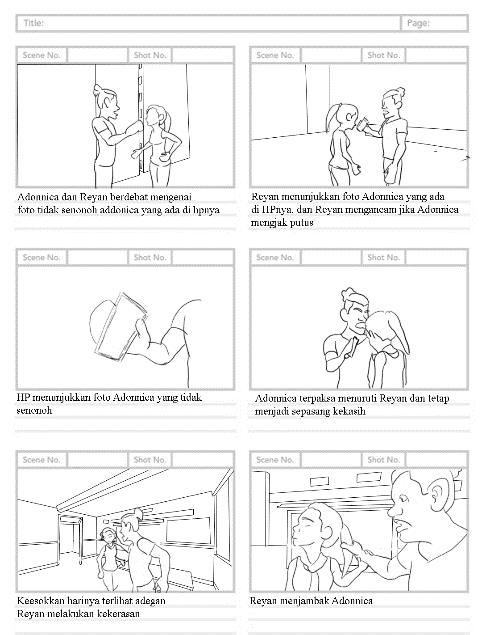 Title: Page:
Scene No. Shot No. Scene No. Shot No.
Adonnica dan Reyan berdebat mengenai
foto tidak senonoh addonica yang ada di hpnya
Reyan menunjukkan foto Adonnica yang ada
di HPnya. dan Reyan mengancam jika Adonnica
mengjak putus
Scene No. Shot No. Scene No. Shot No.
HP menunjukkan foto Adonnica yang tidak
senonoh
Adonnica terpaksa menuruti Reyan dan tetap
menjadi sepasang kekasih
Scene No. Shot No. Scene No. Shot No.
Keesokkan harinya terlihat adegan
Reyan melakukan kekerasan
Reyan menjambak Adonnica